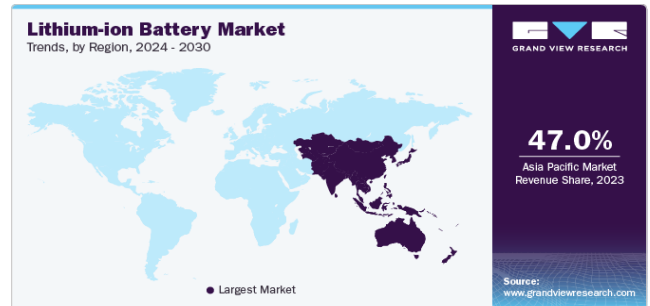 Lithium-ion Battery Market
Trends, by Region, 2024 - 2030
Largest Market
GRAND VIEW RESEARCH
47.0%
Asia Pacific Market
Revenue Share, 2023
Source:
www.grandviewresearch.com